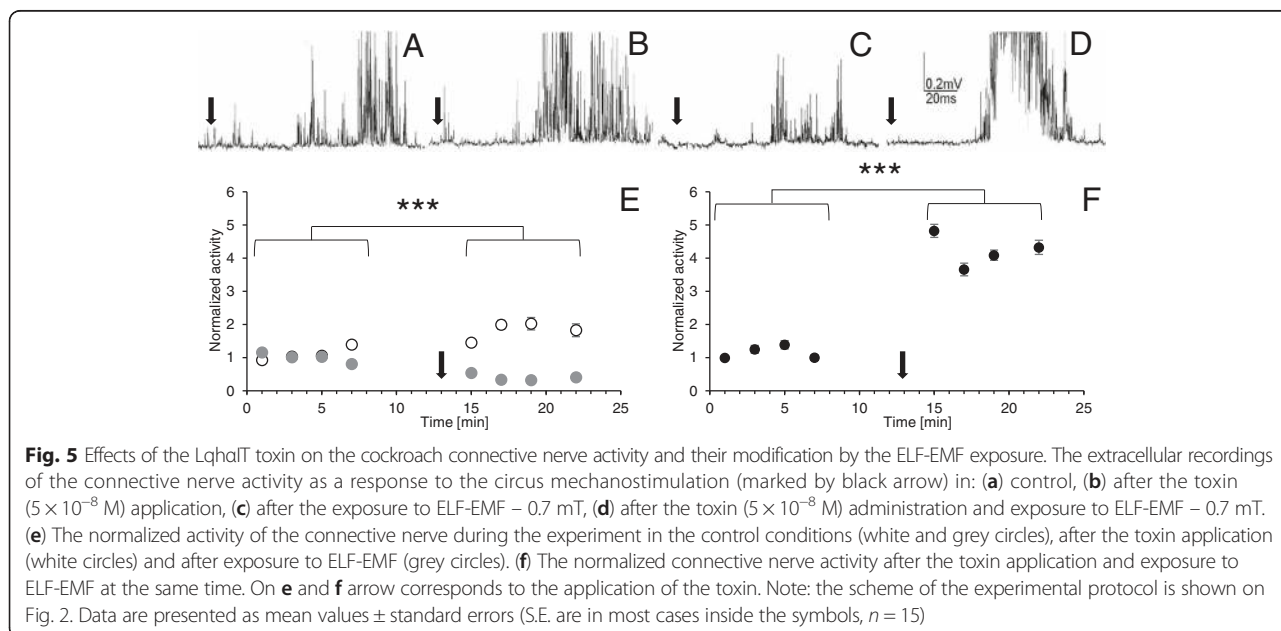 A B C D
0.2mV
20ms
*** ***
E F
Normalized activity
6
5
4
3
2
1
0
0 5 10 15 20 25
Time [min]
Normalized activity
6
5
4
3
2
1
0
0 5 10 15 20 25
Time [min]
Fig. 5 Effects of the LqhαIT toxin on the cockroach connective nerve activity and their modification by the ELF-EMF exposure. The extracellular recordings
of the connective nerve activity as a response to the circus mechanostimulation (marked by black arrow) in: (a) control, (b) after the toxin
(5 × 10⁻⁸ M) application, (c) after the exposure to ELF-EMF – 0.7 mT, (d) after the toxin (5 × 10⁻⁸ M) administration and exposure to ELF-EMF – 0.7 mT.
(e) The normalized activity of the connective nerve during the experiment in the control conditions (white and grey circles), after the toxin application
(white circles) and after exposure to ELF-EMF (grey circles). (f) The normalized connective nerve activity after the toxin application and exposure to
ELF-EMF at the same time. On e and f arrow corresponds to the application of the toxin. Note: the scheme of the experimental protocol is shown on
Fig. 2. Data are presented as mean values ± standard errors (S.E. are in most cases inside the symbols, n = 15)